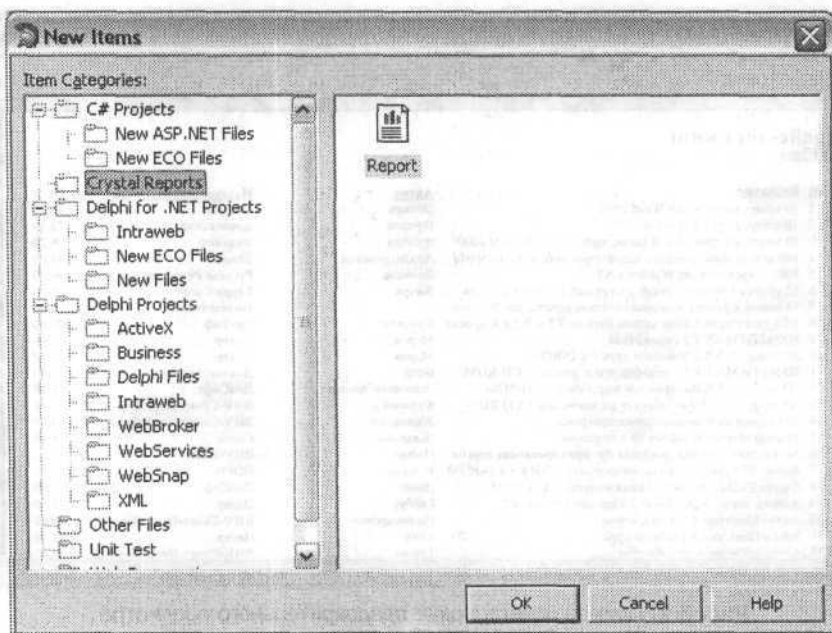 New Items
Item Categories:
C# Projects
New ASP.NET Files
New ECO Files
Crystal Reports
Delphi for .NET Projects
Intraweb
New ECO Files
New Files
Delphi Projects
ActiveX
Business
Delphi Files
Intraweb
WebBroker
WebServices
WebSnap
XML
Other Files
Unit Test
Report
OK
Cancel
Help